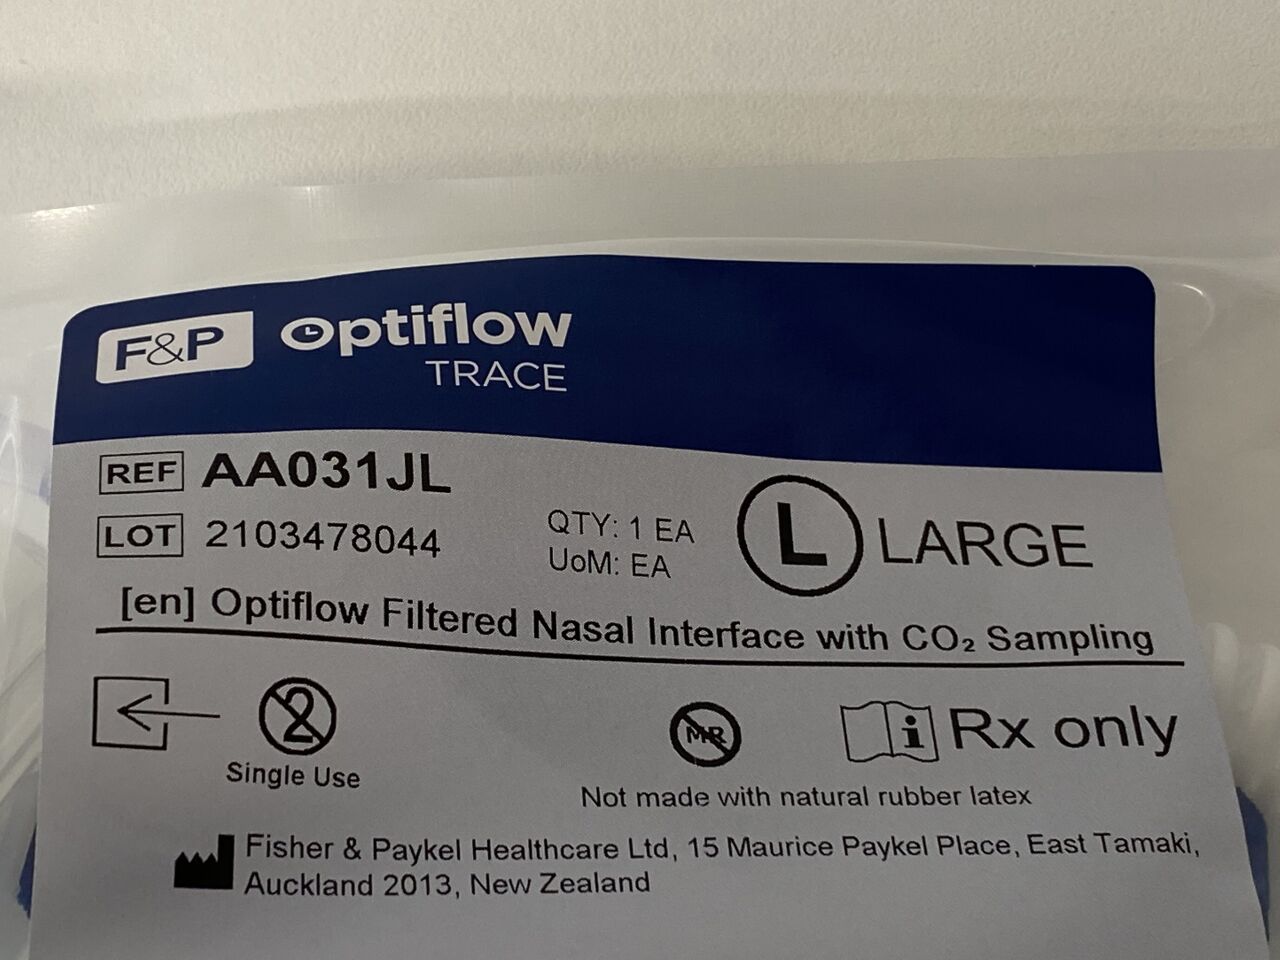 F&P optiflow
TRACE
REF AA031JL
LOT 2103478044
QTY: 1 EA
UoM: EA
L LARGE
[en] Optiflow Filtered Nasal Interface with CO₂ Sampling
2
Single Use
MR
i Rx only
Not made with natural rubber latex
Fisher & Paykel Healthcare Ltd, 15 Maurice Paykel Place, East Tamaki,
Auckland 2013, New Zealand